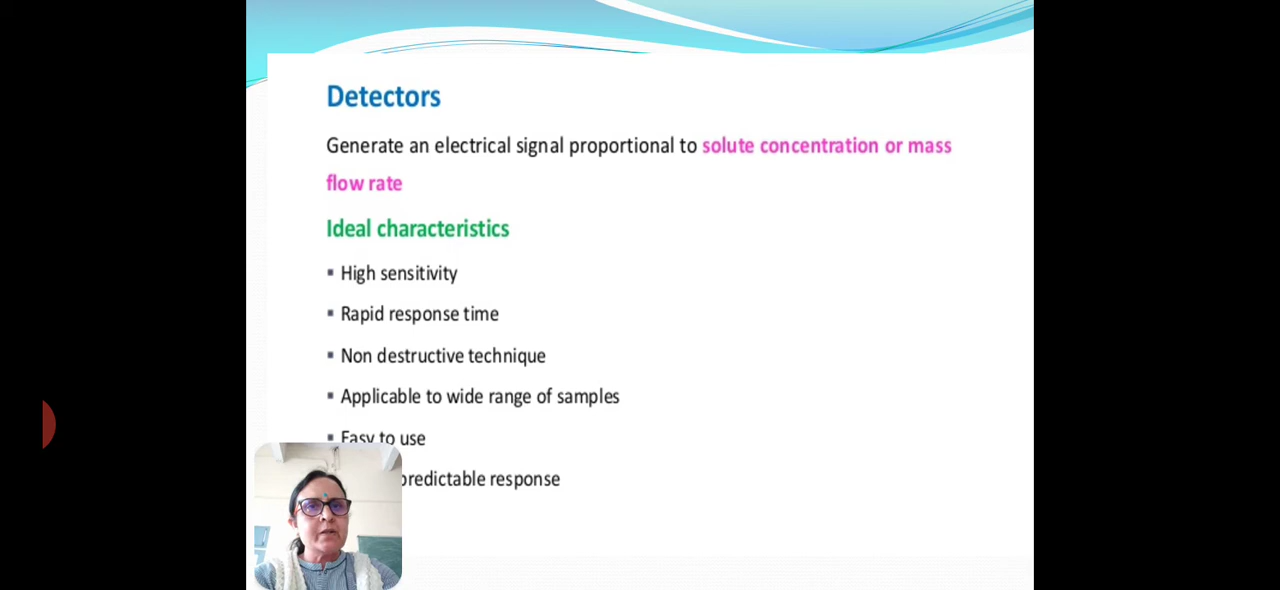 Detectors
Generate an electrical signal proportional to solute concentration or mass
flow rate
Ideal characteristics
▪ High sensitivity
▪ Rapid response time
▪ Non destructive technique
▪ Applicable to wide range of samples
▪ Easy to use
predictable response